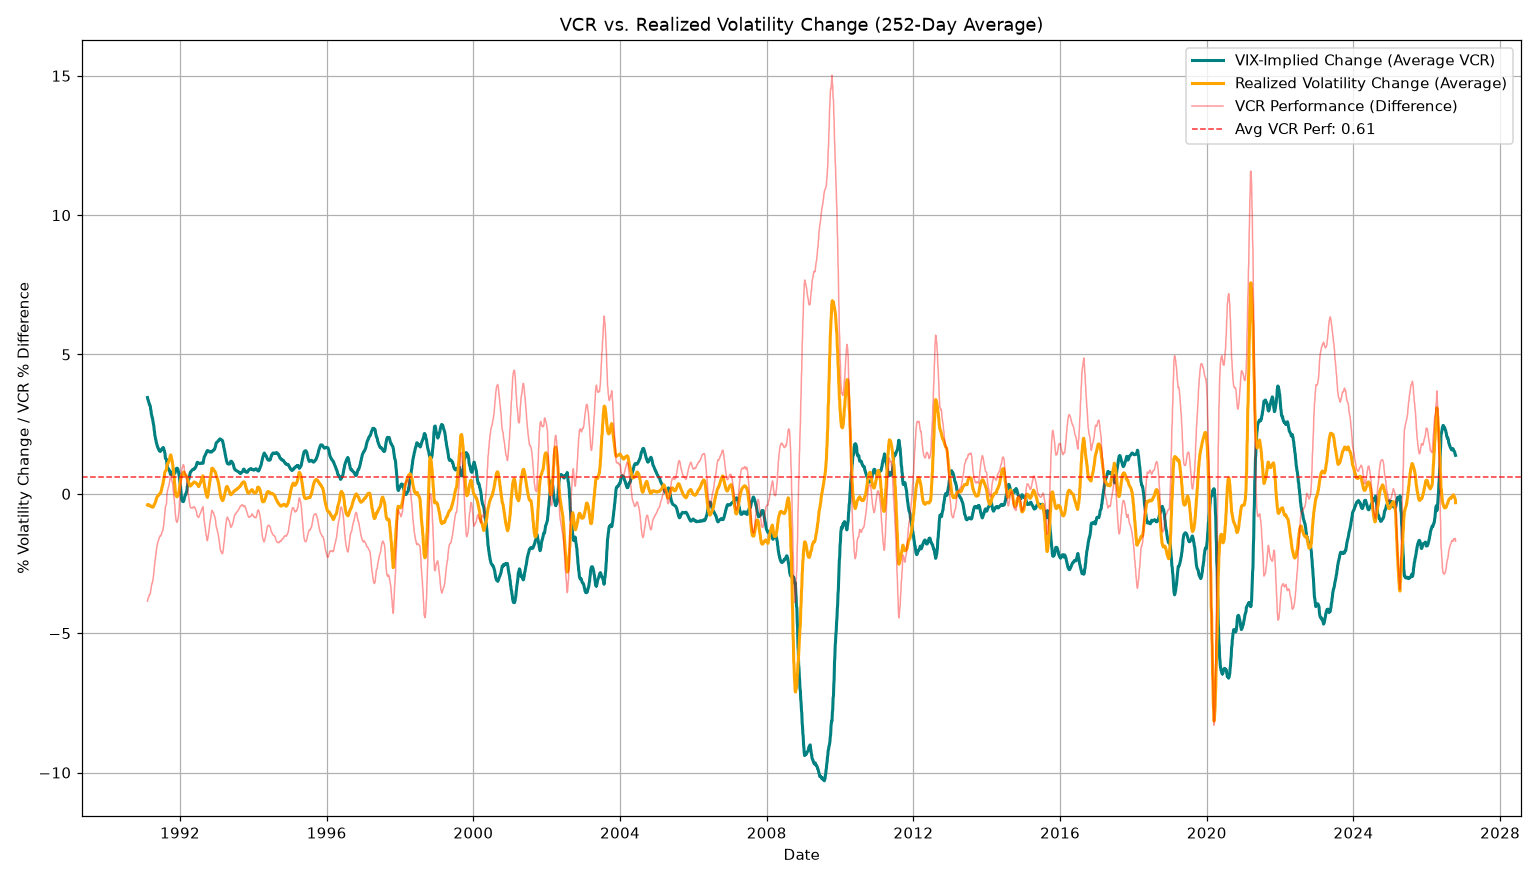 VCR vs. Realized Volatility Change (252-Day Average)
VIX-Implied Change (Average VCR)
Realized Volatility Change (Average)
VCR Performance (Difference)
Avg VCR Perf: 0.61
% Volatility Change / VCR % Difference
15
10
5
0
−5
−10
1992
1996
2000
2004
2008
2012
2016
2020
2024
2028
Date